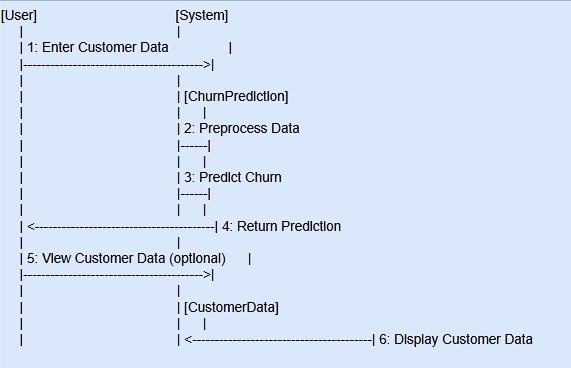 [User] [System]
1: Enter Customer Data
[ChurnPrediction]
2: Preprocess Data
3: Predict Churn
4: Return Prediction
5: View Customer Data (optional)
[CustomerData]
6: Display Customer Data